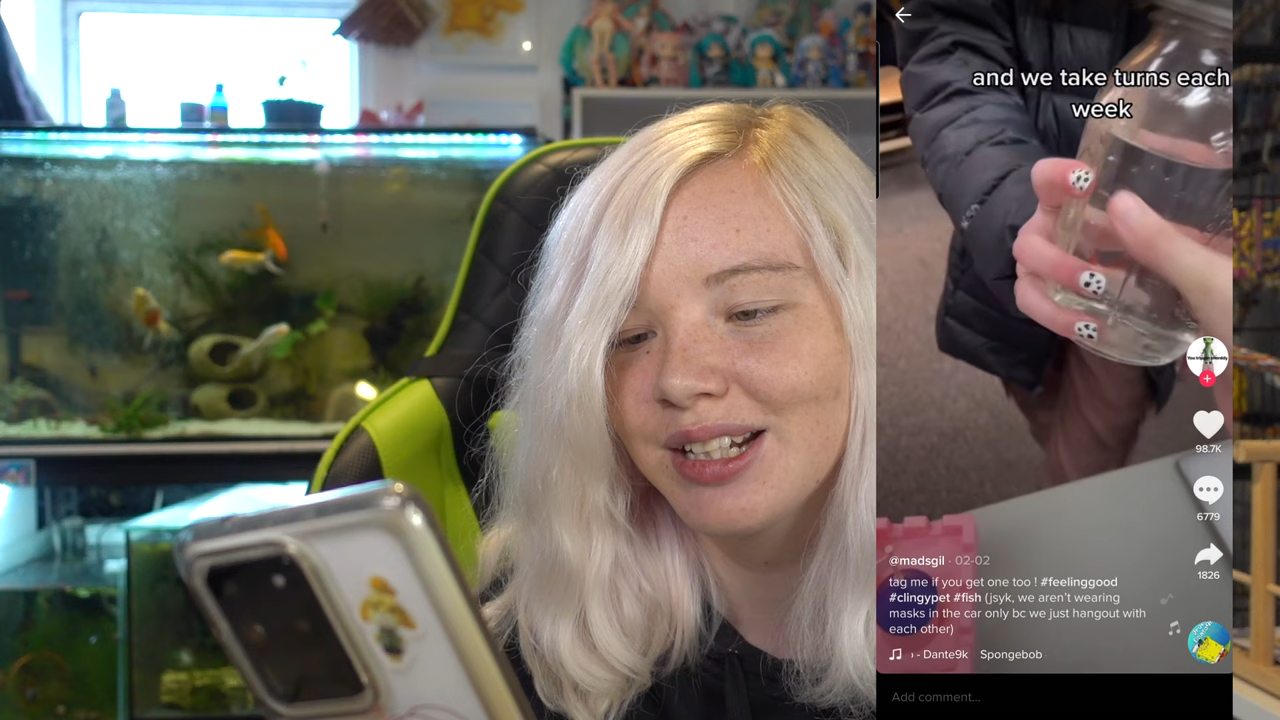 and we take turns each
week
98.7K
6779
1826
@madsgil · 02-02
tag me if you get one too ! #feelinggood
#clingypet #fish (jsyk, we aren't wearing
masks in the car only bc we just hangout with
each other)
- Dante9k Spongebob
Add comment...